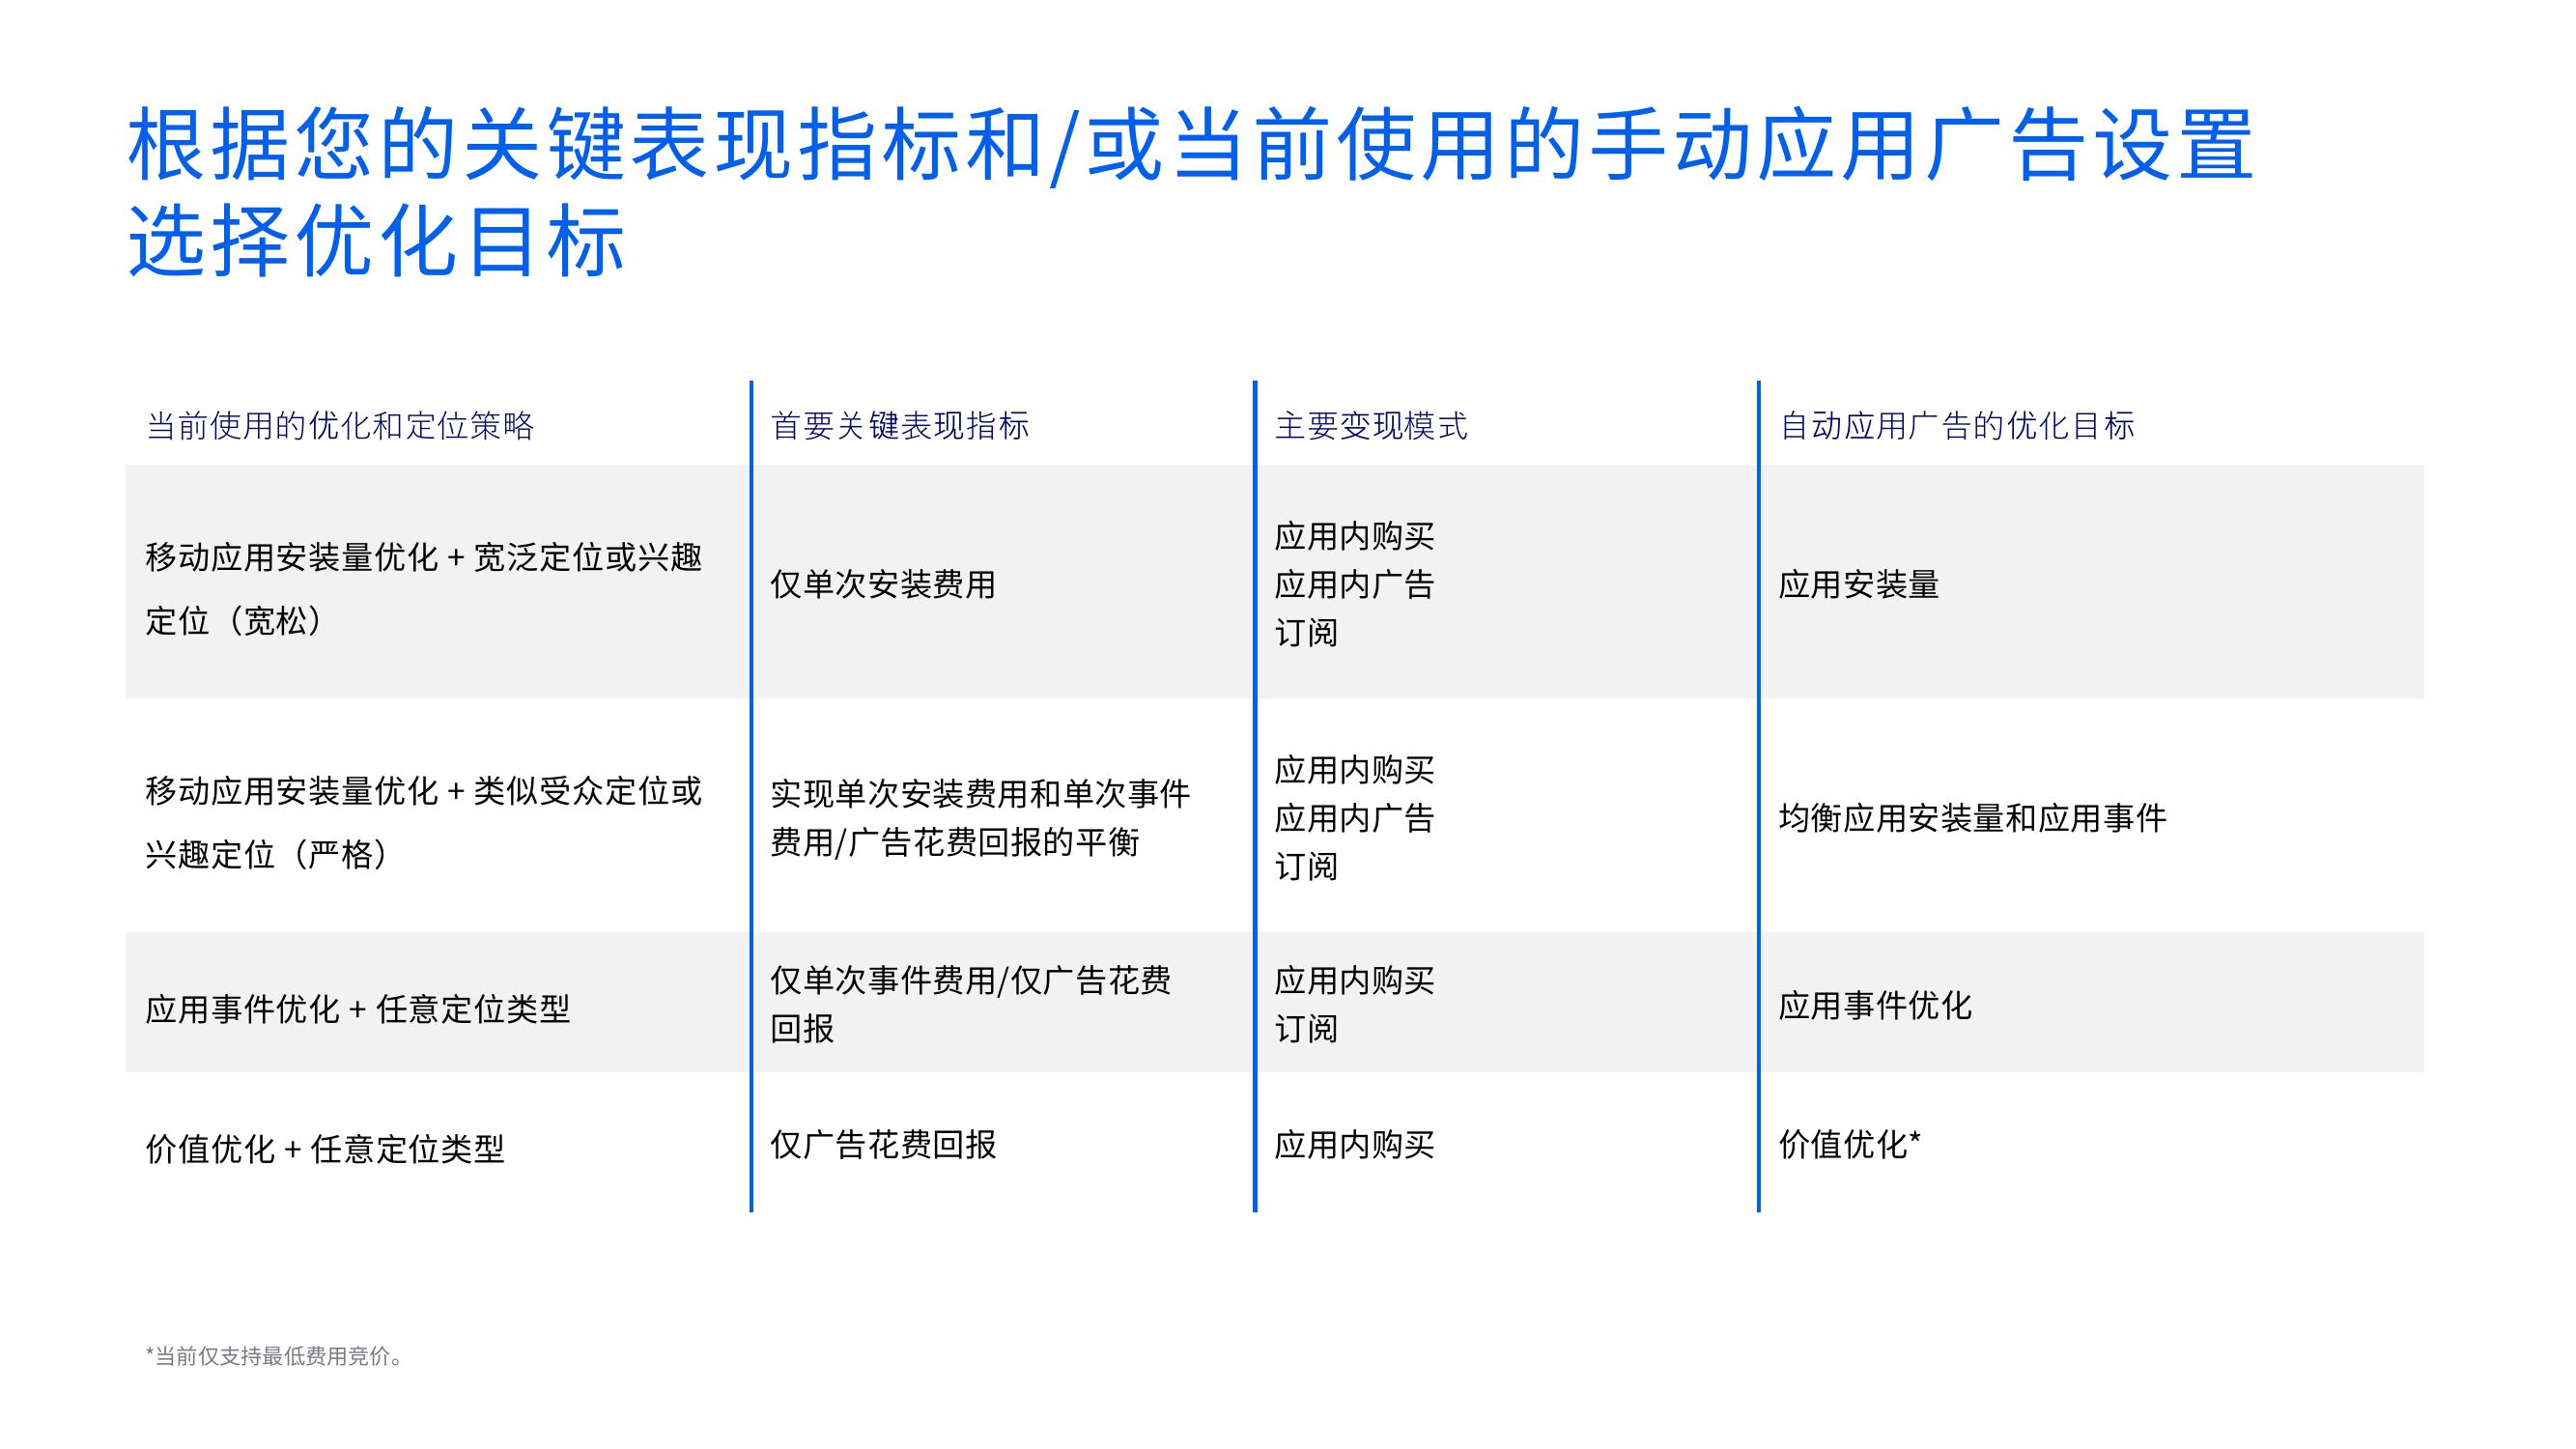 根据您的关键表现指标和/或当前使用的手动应用广告设置
选择优化目标
当前使用的优化和定位策略
首要关键表现指标
主要变现模式
自动应用广告的优化目标
移动应用安装量优化 + 宽泛定位或兴趣
定位（宽松）
仅单次安装费用
应用内购买
应用内广告
订阅
应用安装量
移动应用安装量优化 + 类似受众定位或
兴趣定位（严格）
实现单次安装费用和单次事件
费用/广告花费回报的平衡
应用内购买
应用内广告
订阅
均衡应用安装量和应用事件
应用事件优化 + 任意定位类型
仅单次事件费用/仅广告花费
回报
应用内购买
订阅
应用事件优化
价值优化 + 任意定位类型
仅广告花费回报
应用内购买
价值优化*
*当前仅支持最低费用竞价。